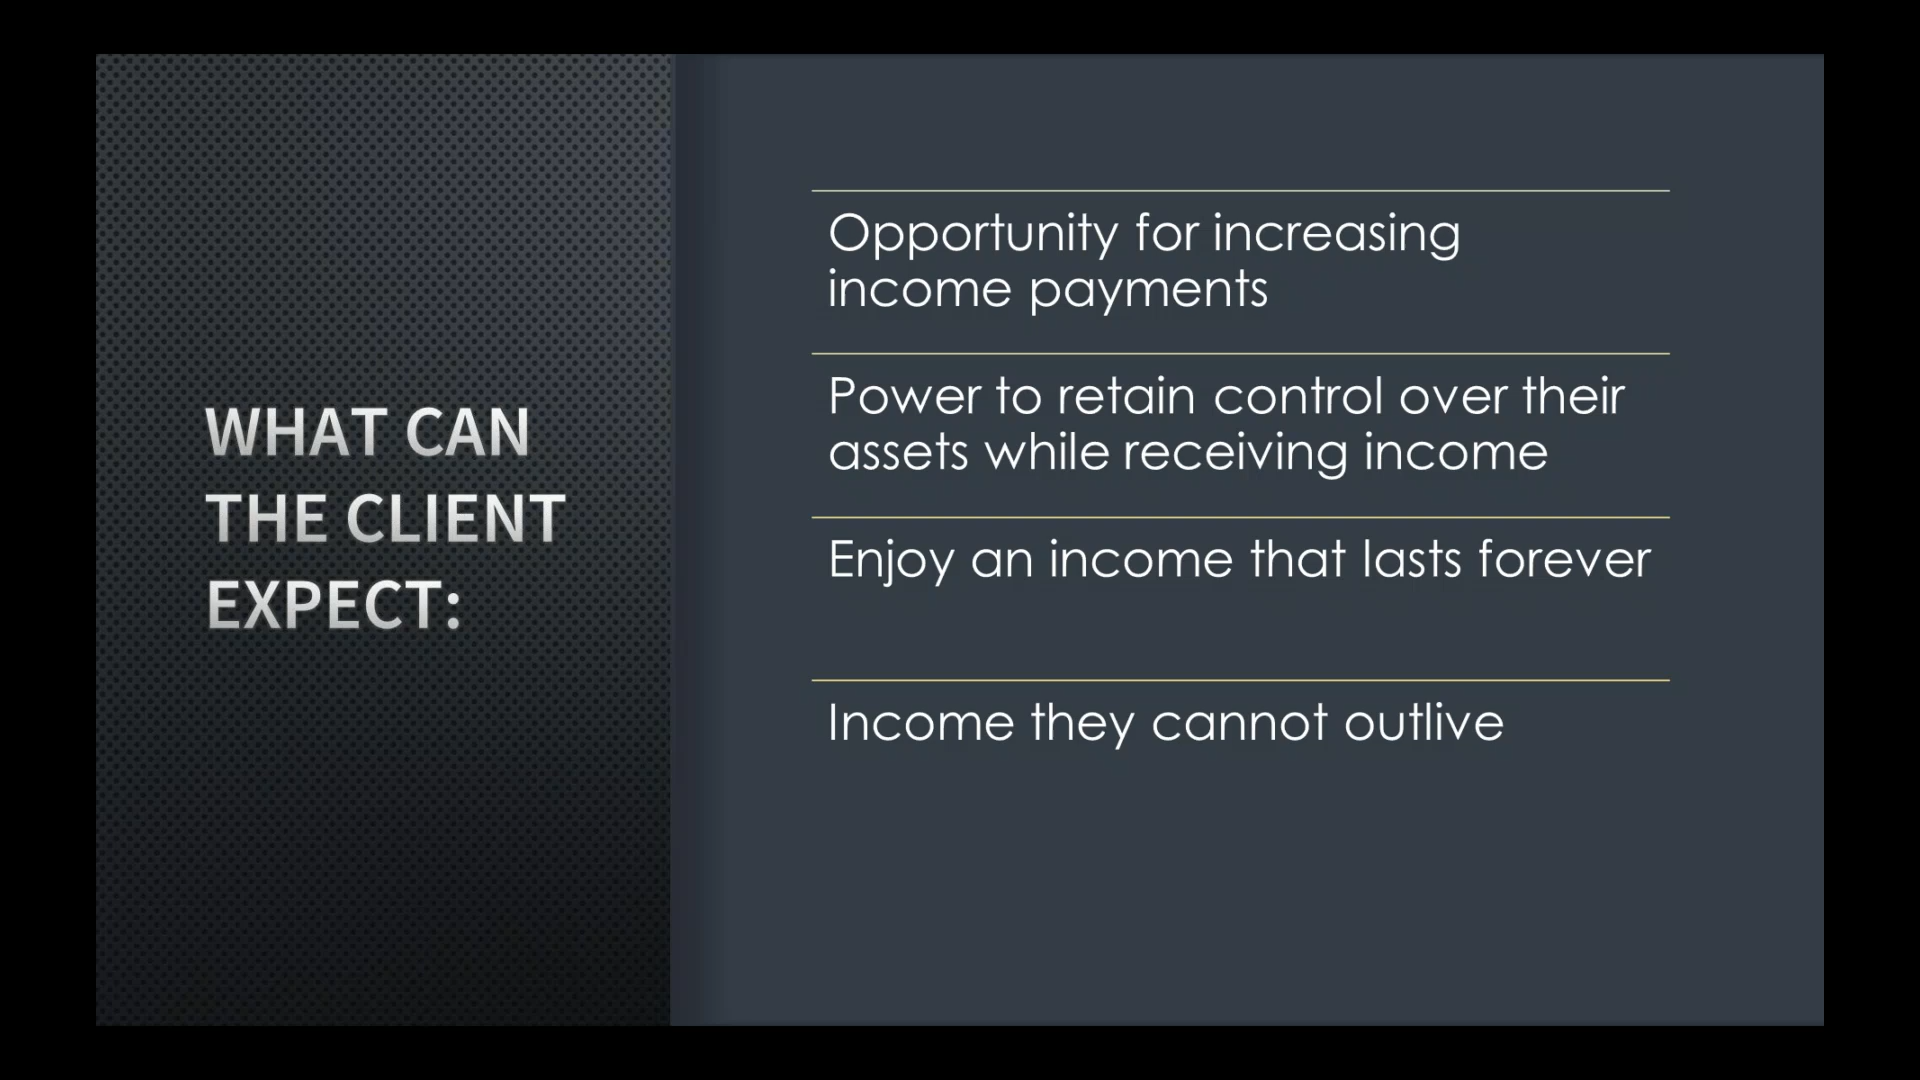 WHAT CAN
THE CLIENT
EXPECT:
Opportunity for increasing
income payments
Power to retain control over their
assets while receiving income
Enjoy an income that lasts forever
Income they cannot outlive